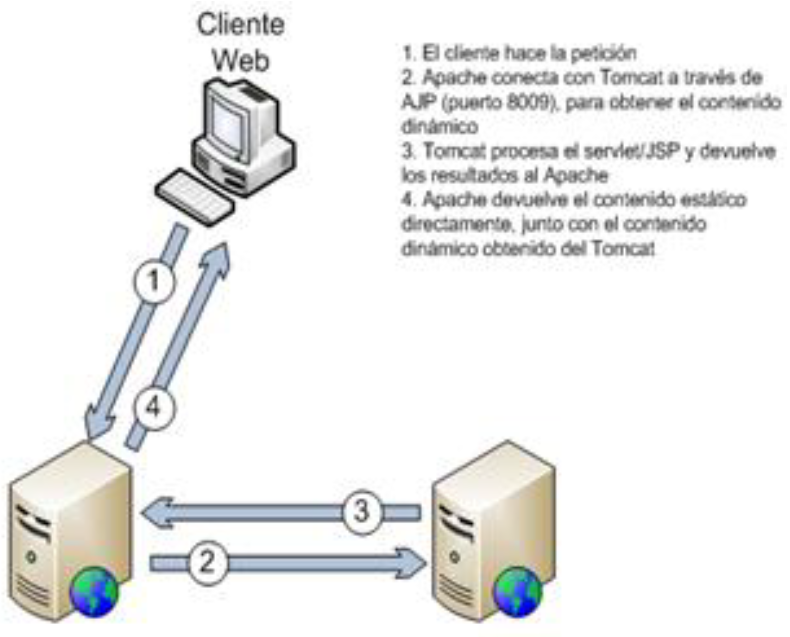 Cliente
Web
1. El cliente hace la petición
2. Apache conecta con Tomcat a través de
AJP (puerto 8009), para obtener el contenido
dinámico
3. Tomcat procesa el servlet/JSP y devuelve
los resultados al Apache
4. Apache devuelve el contenido estático
directamente, junto con el contenido
dinámico obtenido del Tomcat
1
4
3
2